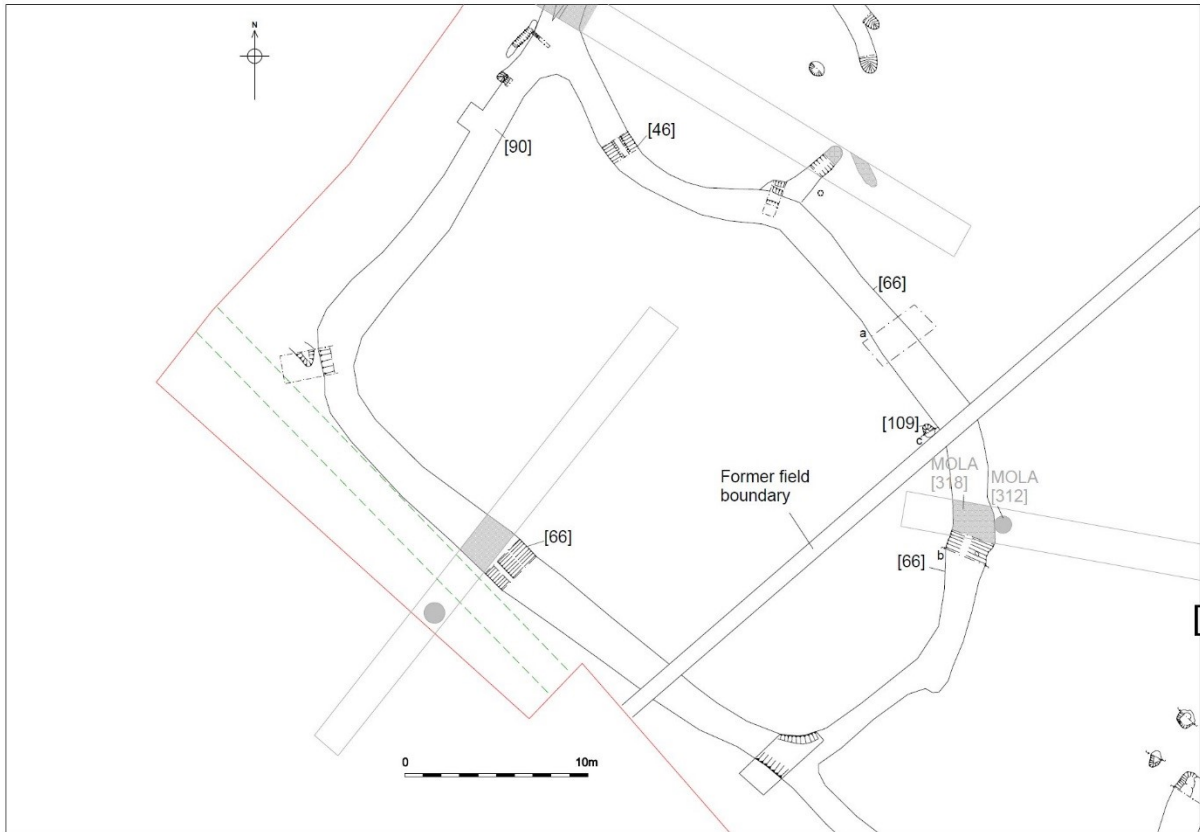 N
[46]
[90]
[66]
a
[109]
c
MOLA
[318]
MOLA
[312]
Former field
boundary
[66]
b
[66]
0
10m
[